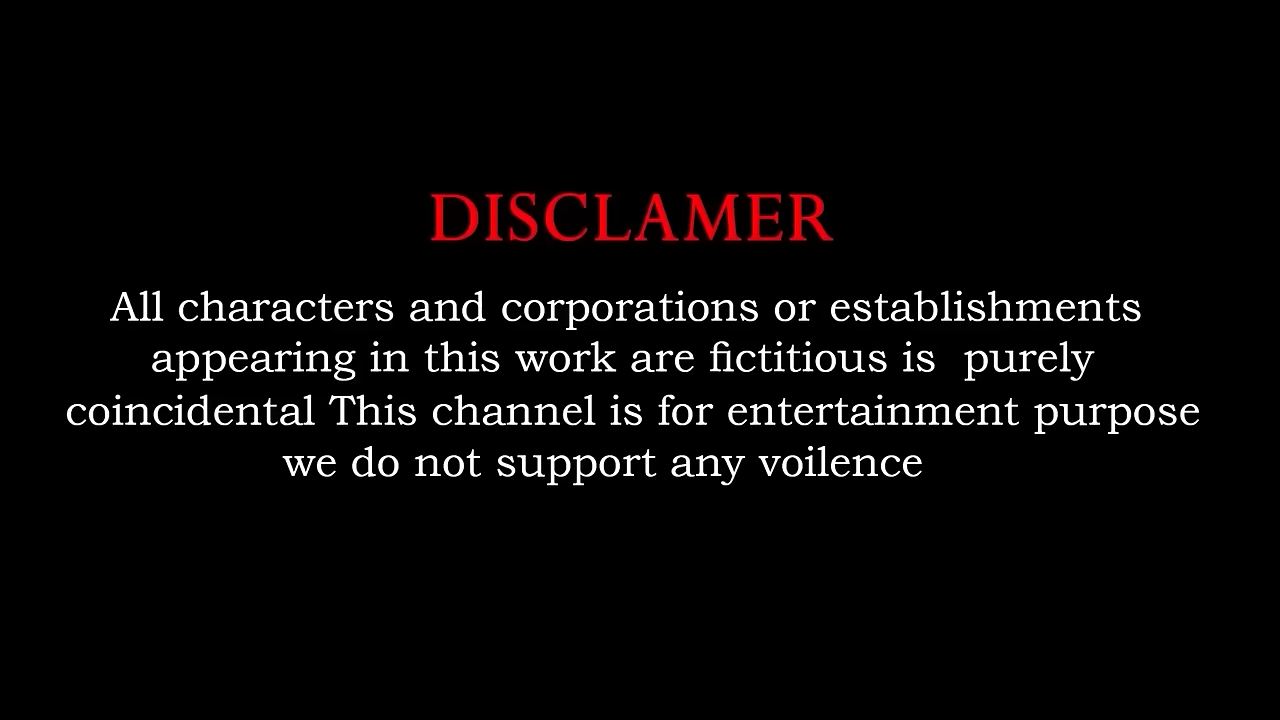 DISCLAMER
All characters and corporations or establishments
appearing in this work are fictitious is  purely
coincidental This channel is for entertainment purpose
we do not support any voilence